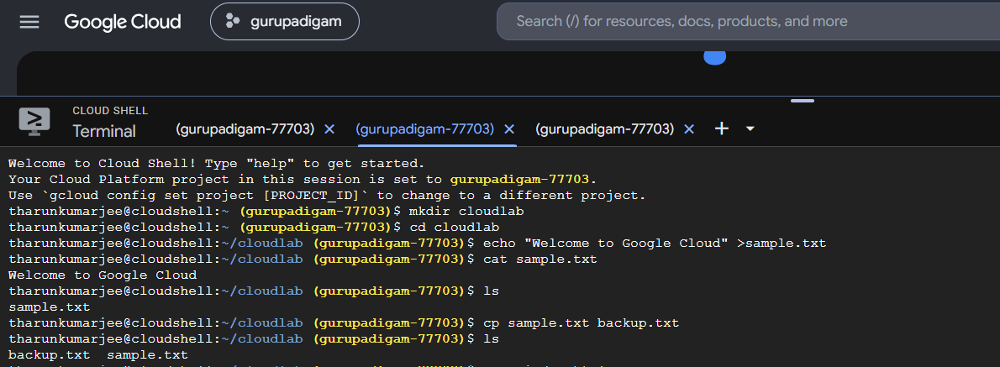 Google Cloud
gurupadigam
Search (/) for resources, docs, products, and more
CLOUD SHELL
Terminal
(gurupadigam-77703) (gurupadigam-77703) (gurupadigam-77703)
Welcome to Cloud Shell! Type "help" to get started.
Your Cloud Platform project in this session is set to gurupadigam-77703.
Use `gcloud config set project [PROJECT_ID]` to change to a different project.
tharunkumarjee@cloudshell:~ (gurupadigam-77703)$ mkdir cloudlab
tharunkumarjee@cloudshell:~ (gurupadigam-77703)$ cd cloudlab
tharunkumarjee@cloudshell:~/cloudlab (gurupadigam-77703)$ echo "Welcome to Google Cloud" >sample.txt
tharunkumarjee@cloudshell:~/cloudlab (gurupadigam-77703)$ cat sample.txt
Welcome to Google Cloud
tharunkumarjee@cloudshell:~/cloudlab (gurupadigam-77703)$ ls
sample.txt
tharunkumarjee@cloudshell:~/cloudlab (gurupadigam-77703)$ cp sample.txt backup.txt
tharunkumarjee@cloudshell:~/cloudlab (gurupadigam-77703)$ ls
backup.txt  sample.txt